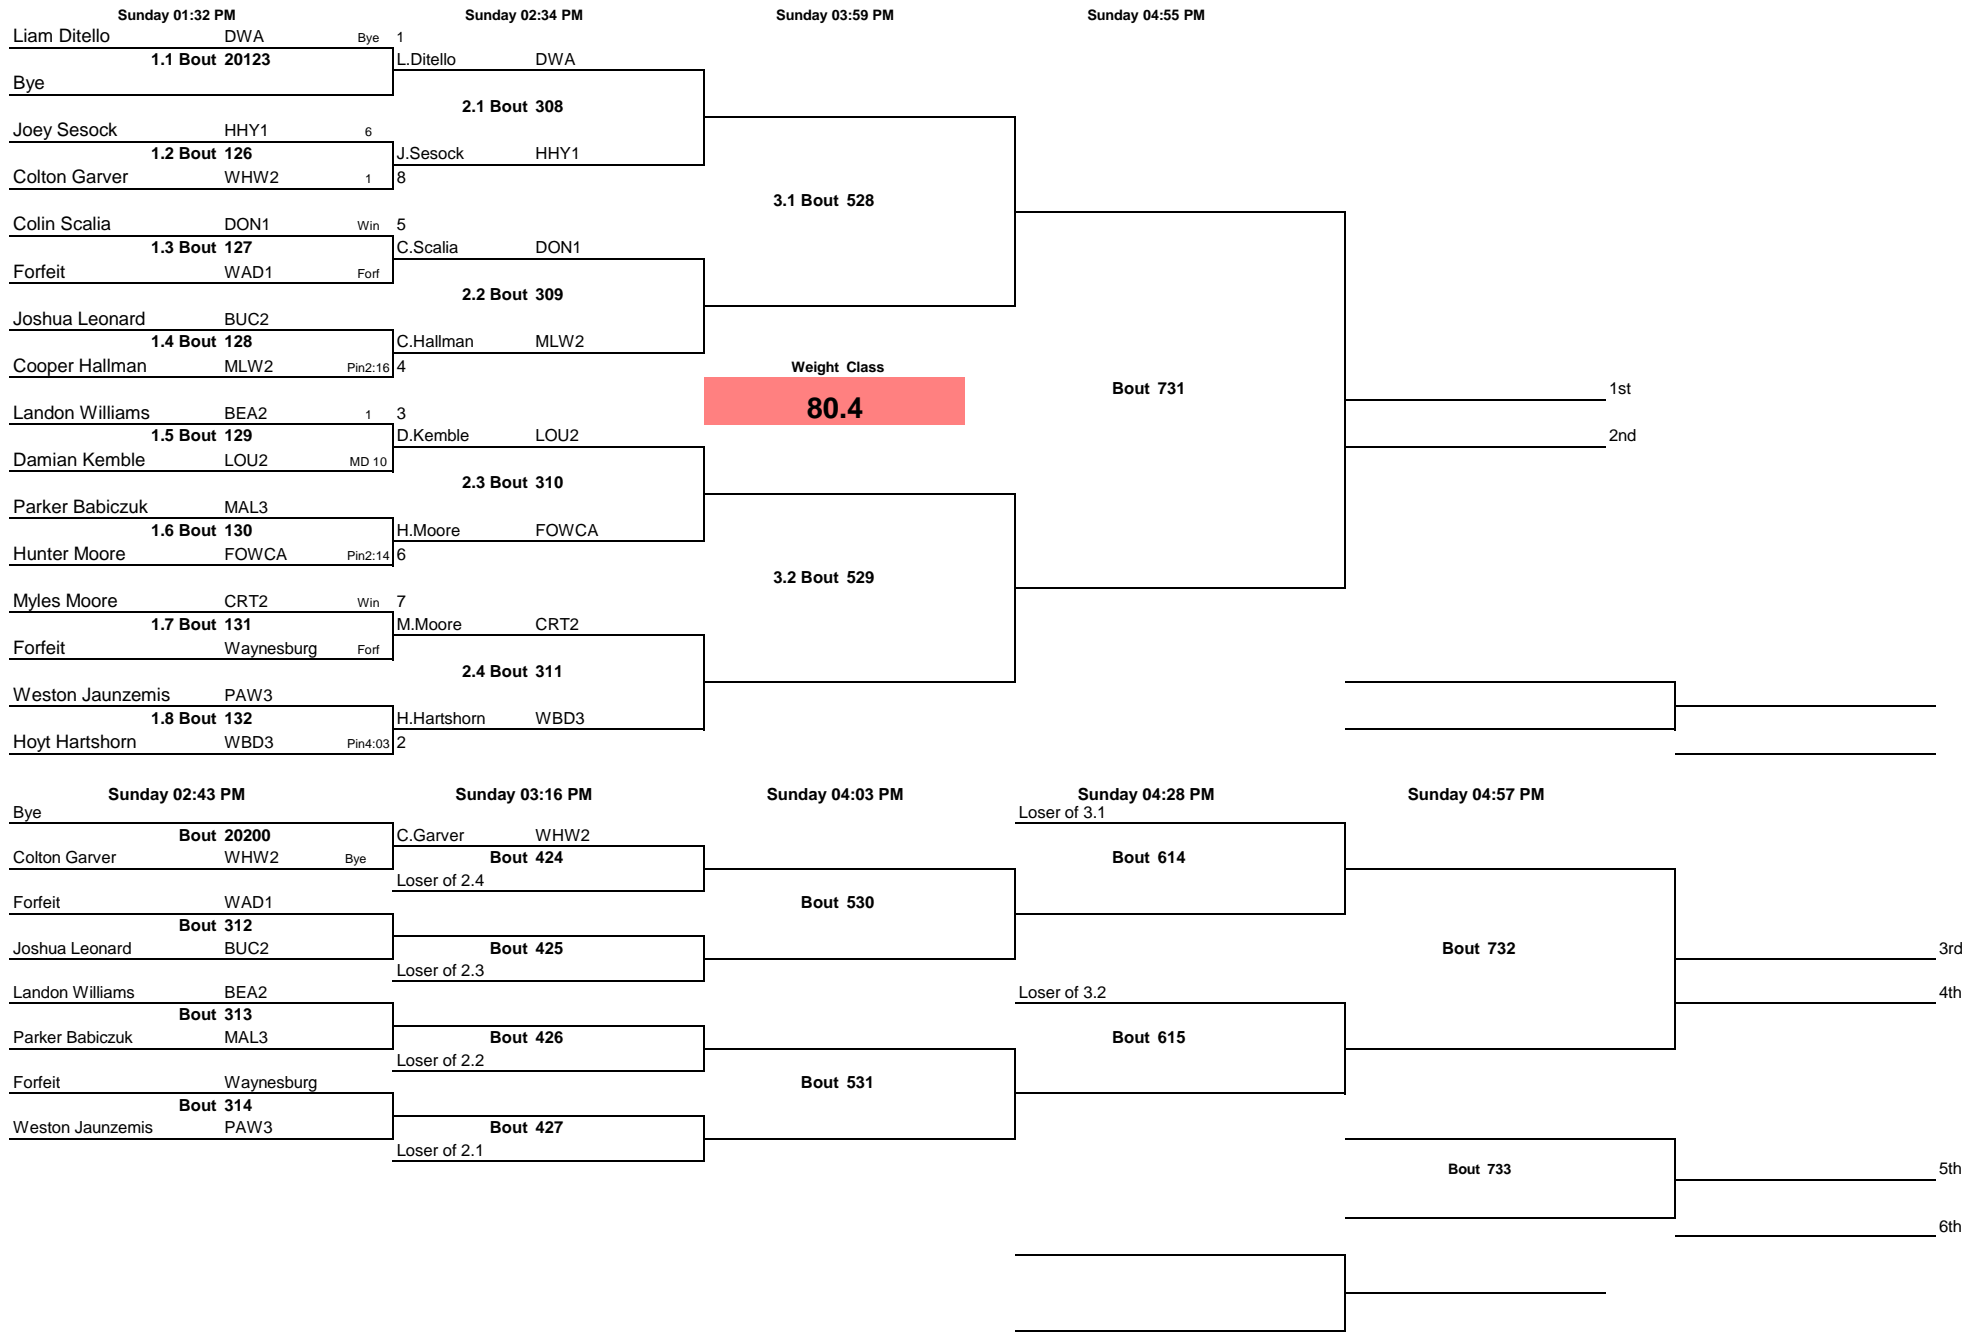 Sunday 01:32 PM Sunday 02:34 PM Sunday 03:59 PM Sunday 04:55 PM
Liam Ditello DWA Bye 1
1.1 Bout 20123 L.Ditello DWA
Bye
2.1 Bout 308
Joey Sesock HHY1 6
1.2 Bout 126 J.Sesock HHY1
Colton Garver WHW2 1 8
3.1 Bout 528
Colin Scalia DON1 Win 5
1.3 Bout 127 C.Scalia DON1
Forfeit WAD1 Forf
2.2 Bout 309
Joshua Leonard BUC2
1.4 Bout 128 C.Hallman MLW2
Cooper Hallman MLW2 Pin2:16 4 Weight Class
Bout 731 1st
80.4
Landon Williams BEA2 1 3
1.5 Bout 129 D.Kemble LOU2 2nd
Damian Kemble LOU2 MD 10
2.3 Bout 310
Parker Babiczuk MAL3
1.6 Bout 130 H.Moore FOWCA
Hunter Moore FOWCA Pin2:14 6
3.2 Bout 529
Myles Moore CRT2 Win 7
1.7 Bout 131 M.Moore CRT2
Forfeit Waynesburg Forf
2.4 Bout 311
Weston Jaunzemis PAW3
1.8 Bout 132 H.Hartshorn WBD3
Hoyt Hartshorn WBD3 Pin4:03 2
Sunday 02:43 PM Sunday 03:16 PM Sunday 04:03 PM Sunday 04:28 PM Sunday 04:57 PM
Bye Loser of 3.1
Bout 20200 C.Garver WHW2
Colton Garver WHW2 Bye Bout 424 Bout 614
Loser of 2.4
Forfeit WAD1 Bout 530
Bout 312
Joshua Leonard BUC2 Bout 425 Bout 732 3rd
Loser of 2.3
Landon Williams BEA2 Loser of 3.2 4th
Bout 313
Parker Babiczuk MAL3 Bout 426 Bout 615
Loser of 2.2
Forfeit Waynesburg Bout 531
Bout 314
Weston Jaunzemis PAW3 Bout 427
Loser of 2.1
Bout 733 5th
6th